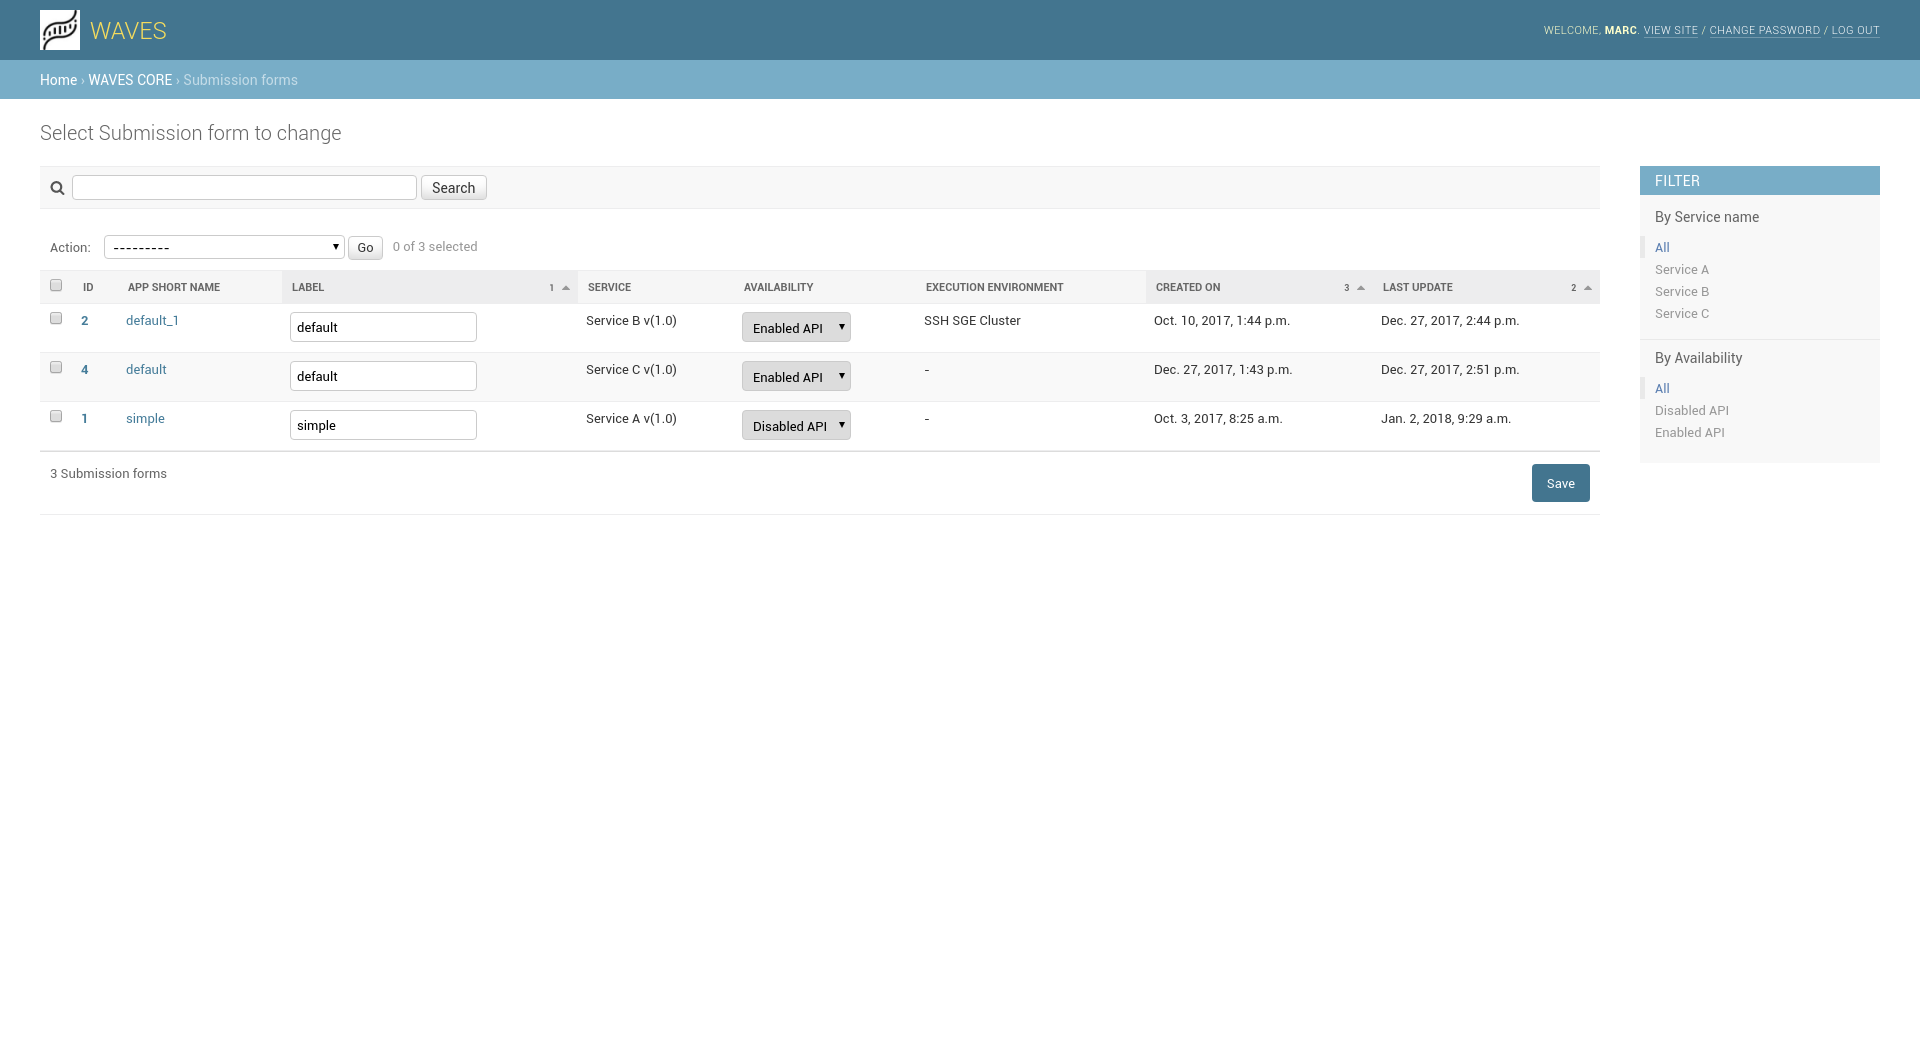 WAVES
WELCOME, MARC. VIEW SITE / CHANGE PASSWORD / LOG OUT
Home › WAVES CORE › Submission forms
Select Submission form to change
Search
Action: --------- Go 0 of 3 selected
ID APP SHORT NAME LABEL 1 SERVICE AVAILABILITY EXECUTION ENVIRONMENT CREATED ON 3 LAST UPDATE 2
2 default_1 default Service B v(1.0) Enabled API SSH SGE Cluster Oct. 10, 2017, 1:44 p.m. Dec. 27, 2017, 2:44 p.m.
4 default default Service C v(1.0) Enabled API - Dec. 27, 2017, 1:43 p.m. Dec. 27, 2017, 2:51 p.m.
1 simple simple Service A v(1.0) Disabled API - Oct. 3, 2017, 8:25 a.m. Jan. 2, 2018, 9:29 a.m.
3 Submission forms
Save
FILTER
By Service name
All
Service A
Service B
Service C
By Availability
All
Disabled API
Enabled API